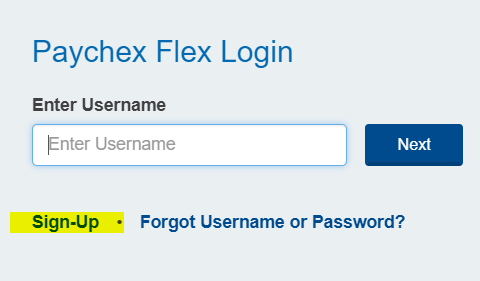 Paychex Flex Login
Enter Username
Enter Username
Next
Sign-Up • Forgot Username or Password?